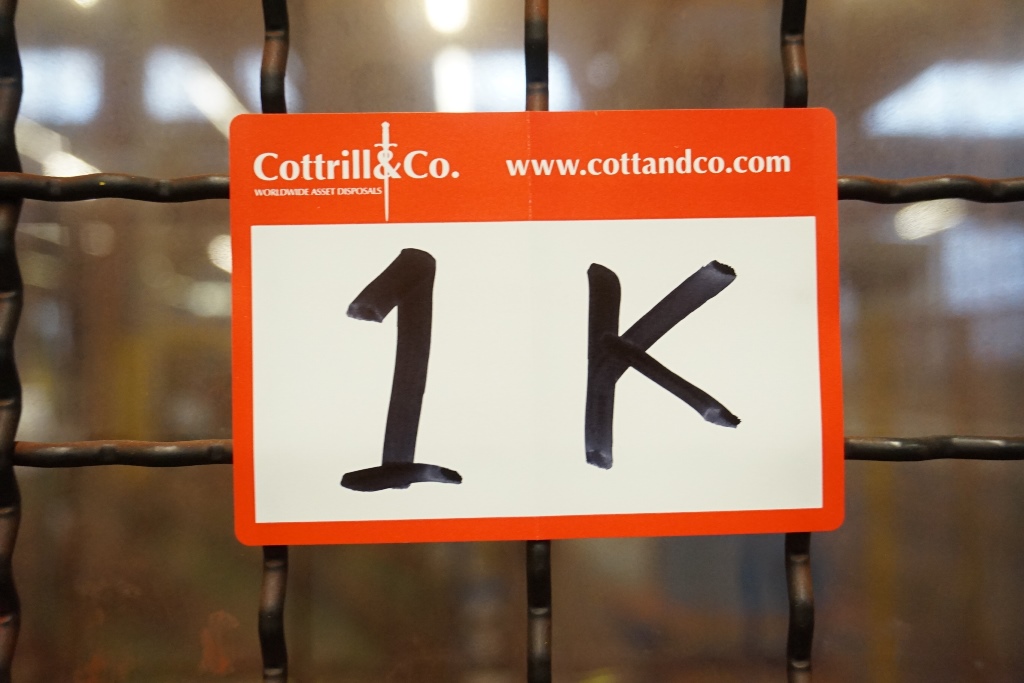 Cottrill&Co. www.cottandco.com
WORLDWIDE ASSET DISPOSALS
1 K